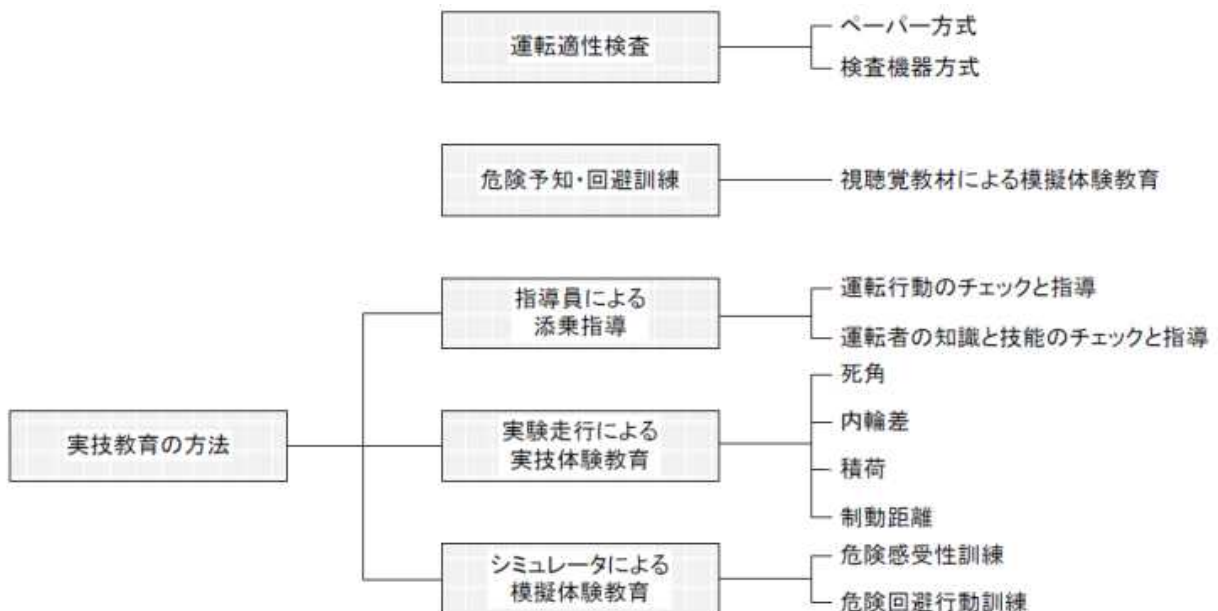 運転適性検査
ペーパー方式
検査機器方式
危険予知・回避訓練
視聴覚教材による模擬体験教育
指導員による
添乗指導
運転行動のチェックと指導
運転者の知識と技能のチェックと指導
実技教育の方法
実験走行による
実技体験教育
死角
内輪差
積荷
制動距離
シミュレータによる
模擬体験教育
危険感受性訓練
危険回避行動訓練